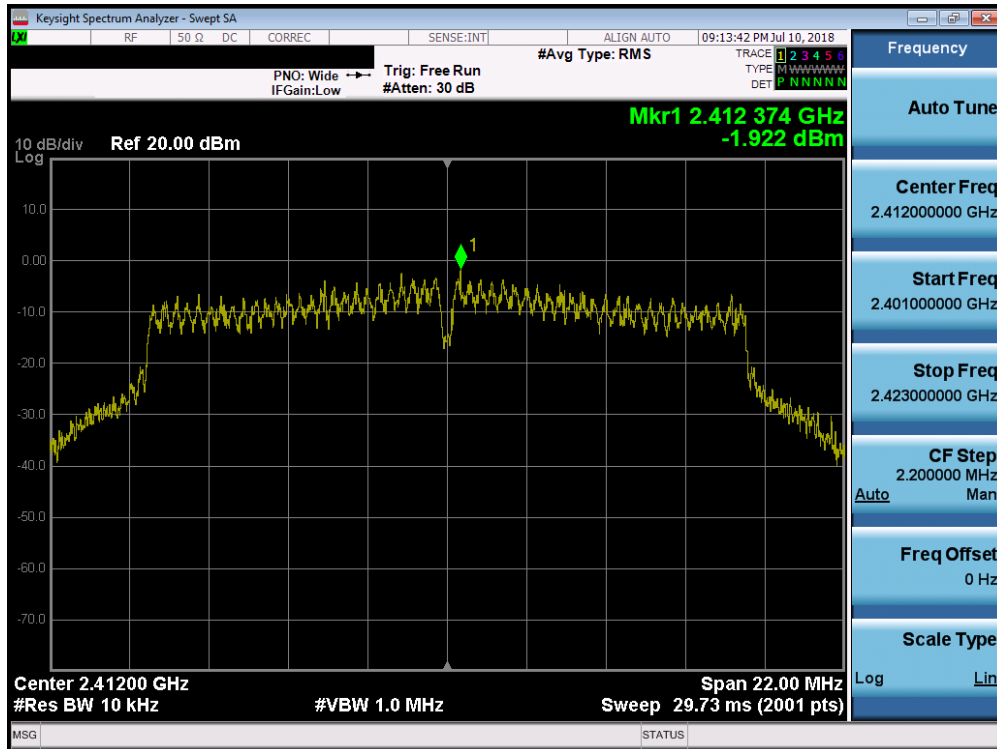 Keysight Spectrum Analyzer - Swept SA
LXI RF 50 Ω DC CORREC SENSE:INT ALIGN AUTO 09:13:42 PM Jul 10, 2018
PNO: Wide Trig: Free Run #Avg Type: RMS TRACE 1 2 3 4 5 6
IFGain:Low #Atten: 30 dB TYPE M WWWWW
DET P N N N N N
Mkr1 2.412 374 GHz
-1.922 dBm
10 dB/div Ref 20.00 dBm
Log
10.0
0.00
-10.0
-20.0
-30.0
-40.0
-50.0
-60.0
-70.0
1
Center 2.41200 GHz Span 22.00 MHz
#Res BW 10 kHz #VBW 1.0 MHz Sweep 29.73 ms (2001 pts)
MSG STATUS
Frequency
Auto Tune
Center Freq
2.412000000 GHz
Start Freq
2.401000000 GHz
Stop Freq
2.423000000 GHz
CF Step
2.200000 MHz
Auto Man
Freq Offset
0 Hz
Scale Type
Log Lin